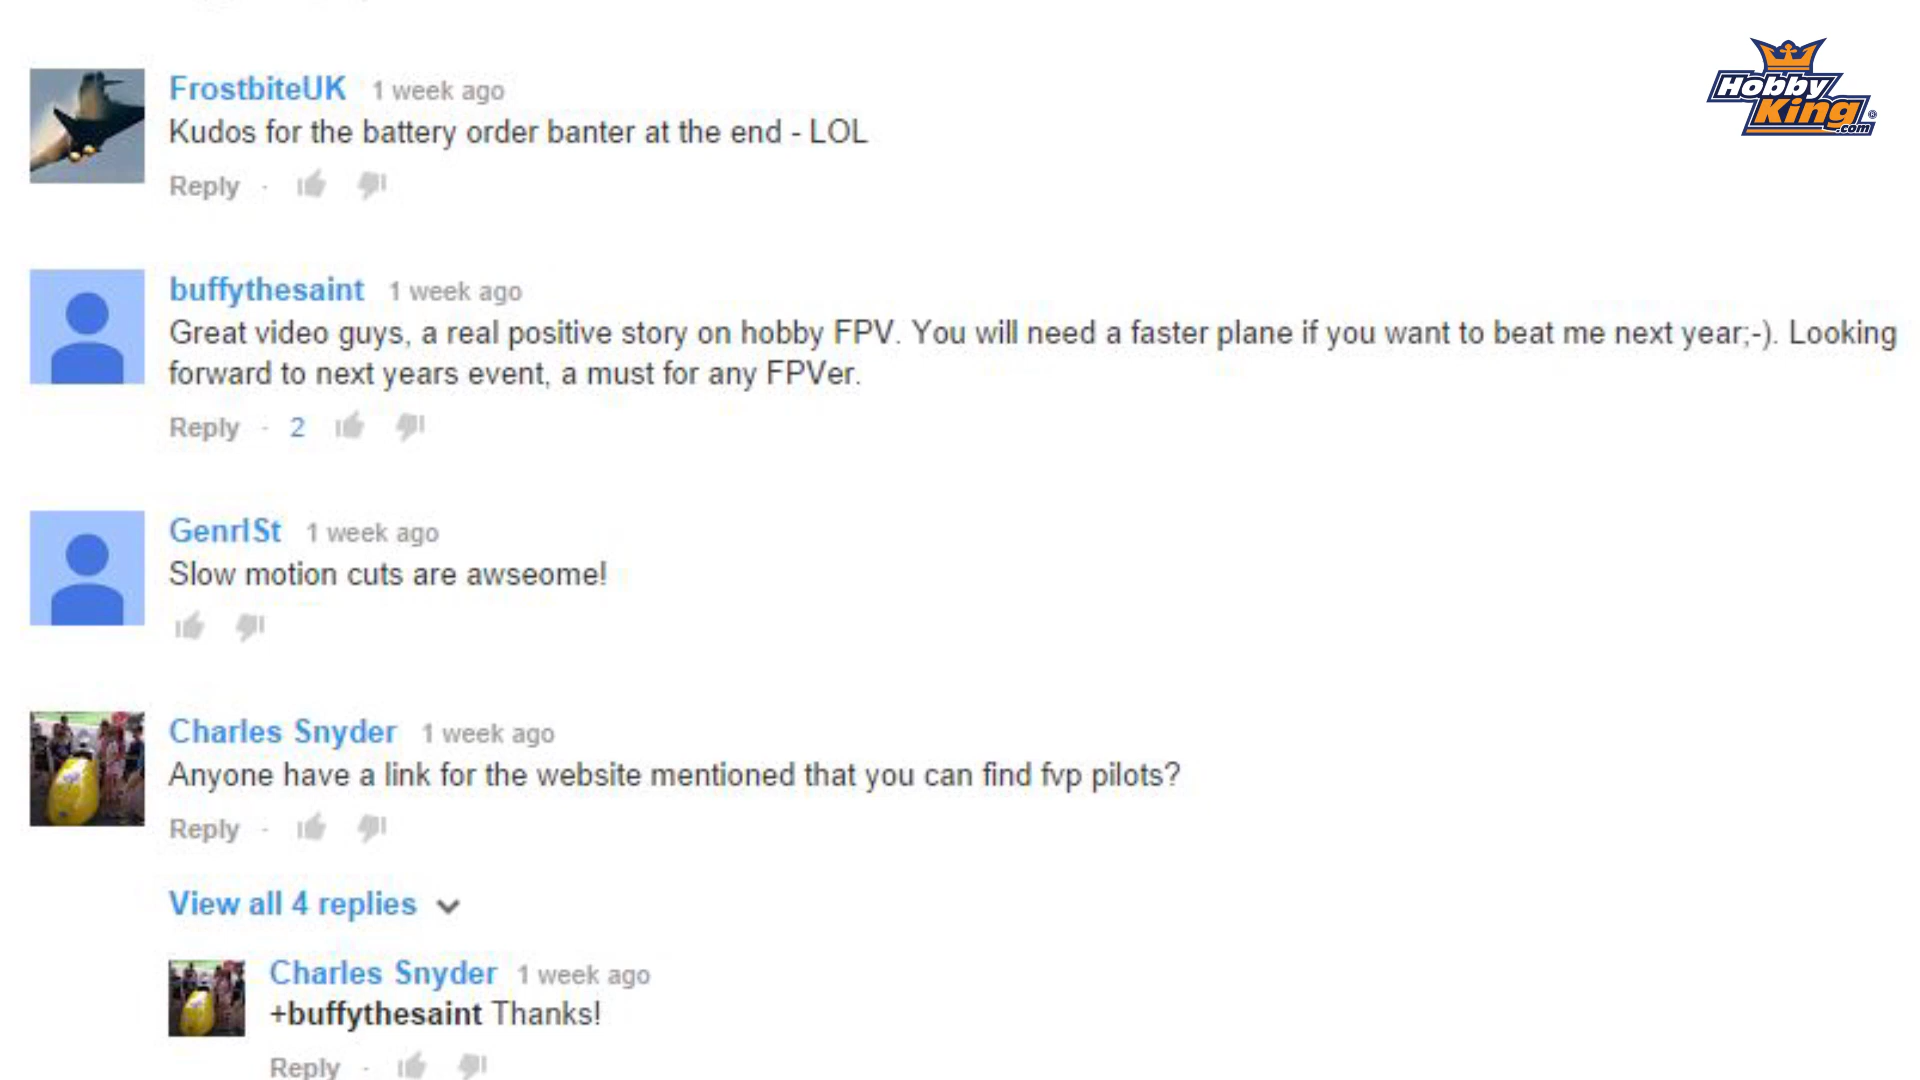 FrostbiteUK 1 week ago
Kudos for the battery order banter at the end - LOL
Reply ·
Hobby
King
.com
®
buffythesaint 1 week ago
Great video guys, a real positive story on hobby FPV. You will need a faster plane if you want to beat me next year;-). Looking
forward to next years event, a must for any FPVer.
Reply · 2
GenrlSt 1 week ago
Slow motion cuts are awseome!
Charles Snyder 1 week ago
Anyone have a link for the website mentioned that you can find fvp pilots?
Reply ·
View all 4 replies
Charles Snyder 1 week ago
+buffythesaint Thanks!
Reply ·